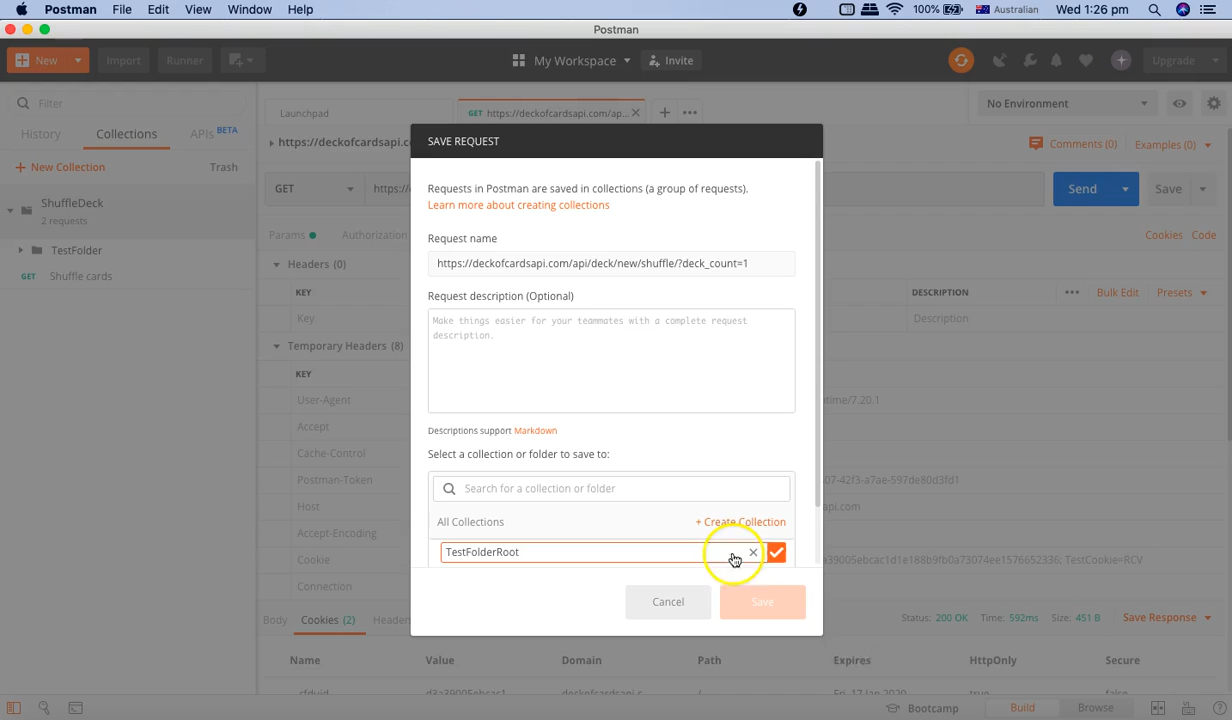 Postman File Edit View Window Help 100% Australian Wed 1:26 pm
Postman
New Import Runner My Workspace Invite Upgrade
Filter Launchpad GET https://deckofcardsapi.com/ap... No Environment
History Collections APIs BETA
https://deckofcardsapi.c Comments (0) Examples (0)
+ New Collection Trash
GET Send Save
ShuffleDeck
2 requests
TestFolder
GET Shuffle cards
Params Cookies Code
Headers (0)
KEY DESCRIPTION ... Bulk Edit Presets
Key Description
Temporary Headers (8)
KEY
User-Agent ntime/7.20.1
Accept
Cache-Control
Postman-Token -07-42f3-a7et-de80d3fd1
Host api.com
Accept-Encoding
Cookie TestCookie=RCV
Connection
SAVE REQUEST
Requests in Postman are saved in collections (a group of requests).
Learn more about creating collections
Request name
https://deckofcardsapi.com/api/deck/new/shuffle/?deck_count=1
Request description (Optional)
Make things easier for your teammates with a complete request
description.
Descriptions support Markdown
Select a collection or folder to save to:
Search for a collection or folder
All Collections + Create Collection
TestFolderRoot
Cancel Save
Body Cookies (2) Status: 200 OK Time: 592ms Size: 451 B Save Response
Name Value Domain Path Expires HttpOnly Secure
Fri, 17 Jan 2020 true false
Bootcamp Build Browse